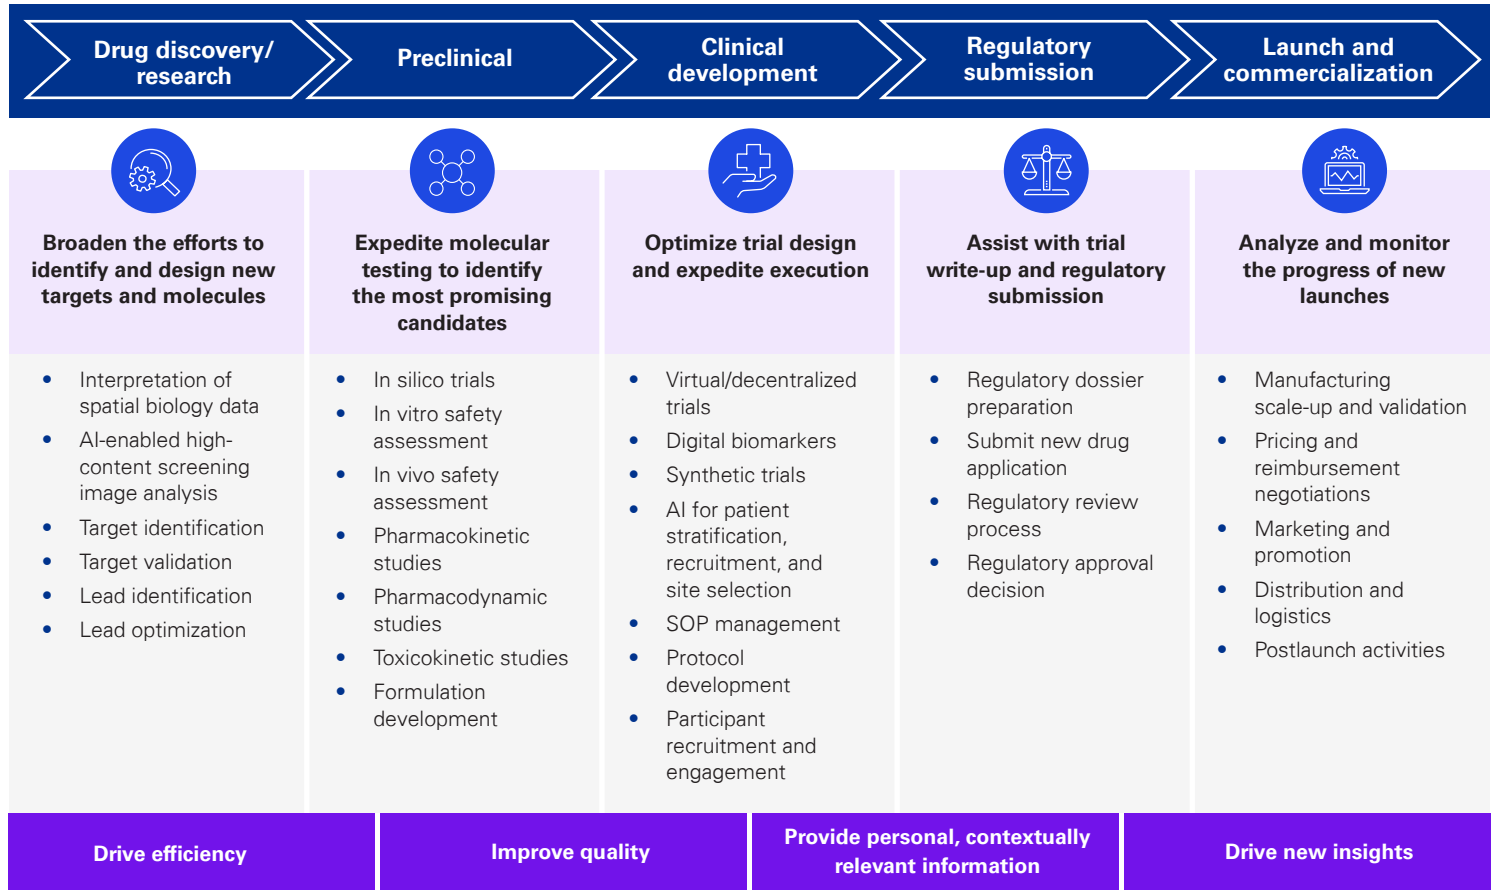 Drug discovery/
research
Preclinical
Clinical
development
Regulatory
submission
Launch and
commercialization
Broaden the efforts to
identify and design new
targets and molecules
Expedite molecular
testing to identify
the most promising
candidates
Optimize trial design
and expedite execution
Assist with trial
write-up and regulatory
submission
Analyze and monitor
the progress of new
launches
• Interpretation of
spatial biology data
• AI-enabled high-
content screening
image analysis
• Target identification
• Target validation
• Lead identification
• Lead optimization
• In silico trials
• In vitro safety
assessment
• In vivo safety
assessment
• Pharmacokinetic
studies
• Pharmacodynamic
studies
• Toxicokinetic studies
• Formulation
development
• Virtual/decentralized
trials
• Digital biomarkers
• Synthetic trials
• AI for patient
stratification,
recruitment, and
site selection
• SOP management
• Protocol
development
• Participant
recruitment and
engagement
• Regulatory dossier
preparation
• Submit new drug
application
• Regulatory review
process
• Regulatory approval
decision
• Manufacturing
scale-up and validation
• Pricing and
reimbursement
negotiations
• Marketing and
promotion
• Distribution and
logistics
• Postlaunch activities
Drive efficiency
Improve quality
Provide personal, contextually
relevant information
Drive new insights